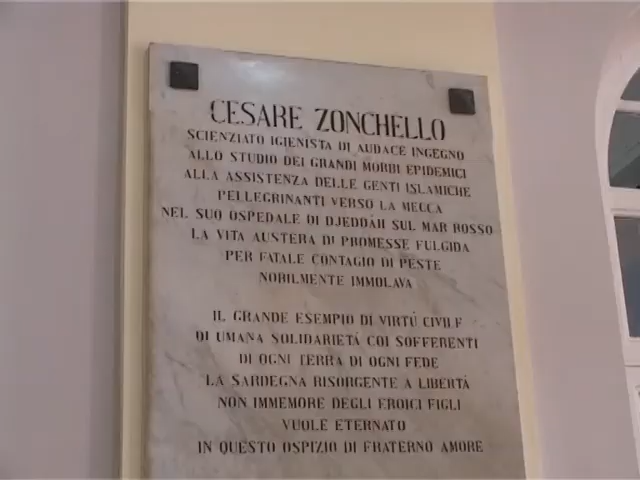 CESARE ZONCHELLO
SCIENZIATO IGIENISTA DI AUDACE INGEGNO
ALLO STUDIO DEI GRANDI MORBI EPIDEMICI
ALLA ASSISTENZA DELLE GENTI ISLAMICHE
PELLEGRINANTI VERSO LA MECCA
NEL SUO OSPEDALE DI DJEDDAH SUL MAR ROSSO
LA VITA AUSTERA DI PROMESSE FULGIDA
PER FATALE CONTAGIO DI PESTE
NOBILMENTE IMMOLAVA
IL GRANDE ESEMPIO DI VIRTÚ CIVILE
DI UMANA SOLIDARIETÁ COI SOFFERENTI
DI OGNI TERRA DI OGNI FEDE
LA SARDEGNA RISORGENTE A LIBERTÁ
NON IMMEMORE DEGLI EROICI FIGLI
VUOLE ETERNATO
IN QUESTO OSPIZIO DI FRATERNO AMORE